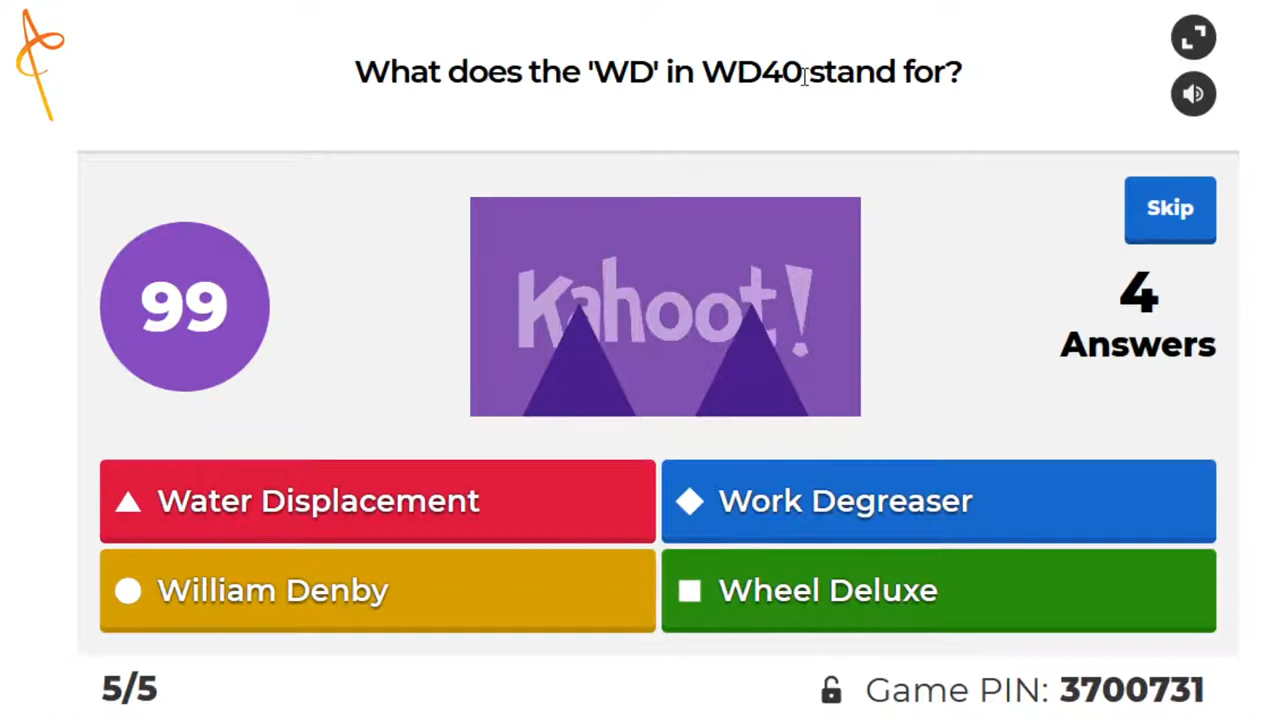 What does the 'WD' in WD40 stand for?
Skip
99
Kahoot!
4
Answers
Water Displacement
Work Degreaser
William Denby
Wheel Deluxe
5/5
Game PIN: 3700731